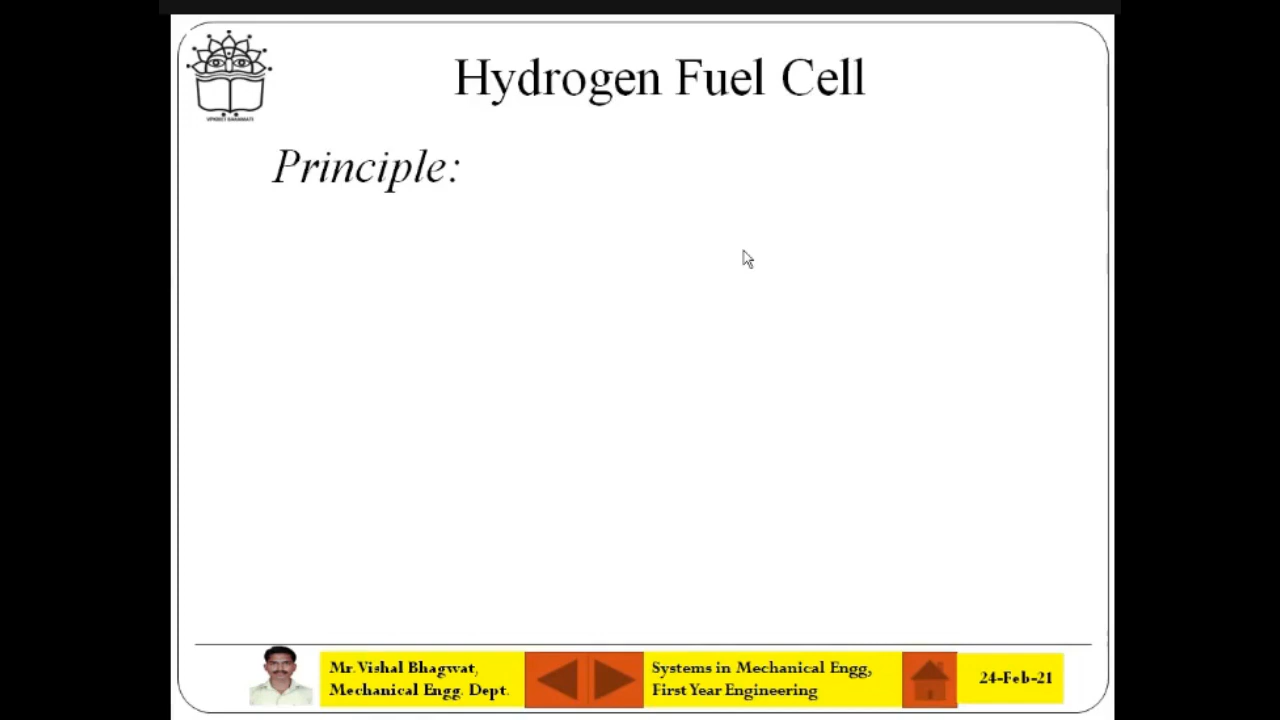 Hydrogen Fuel Cell
Principle:
Mr. Vishal Bhagwat,
Mechanical Engg. Dept.
Systems in Mechanical Engg,
First Year Engineering
24-Feb-21